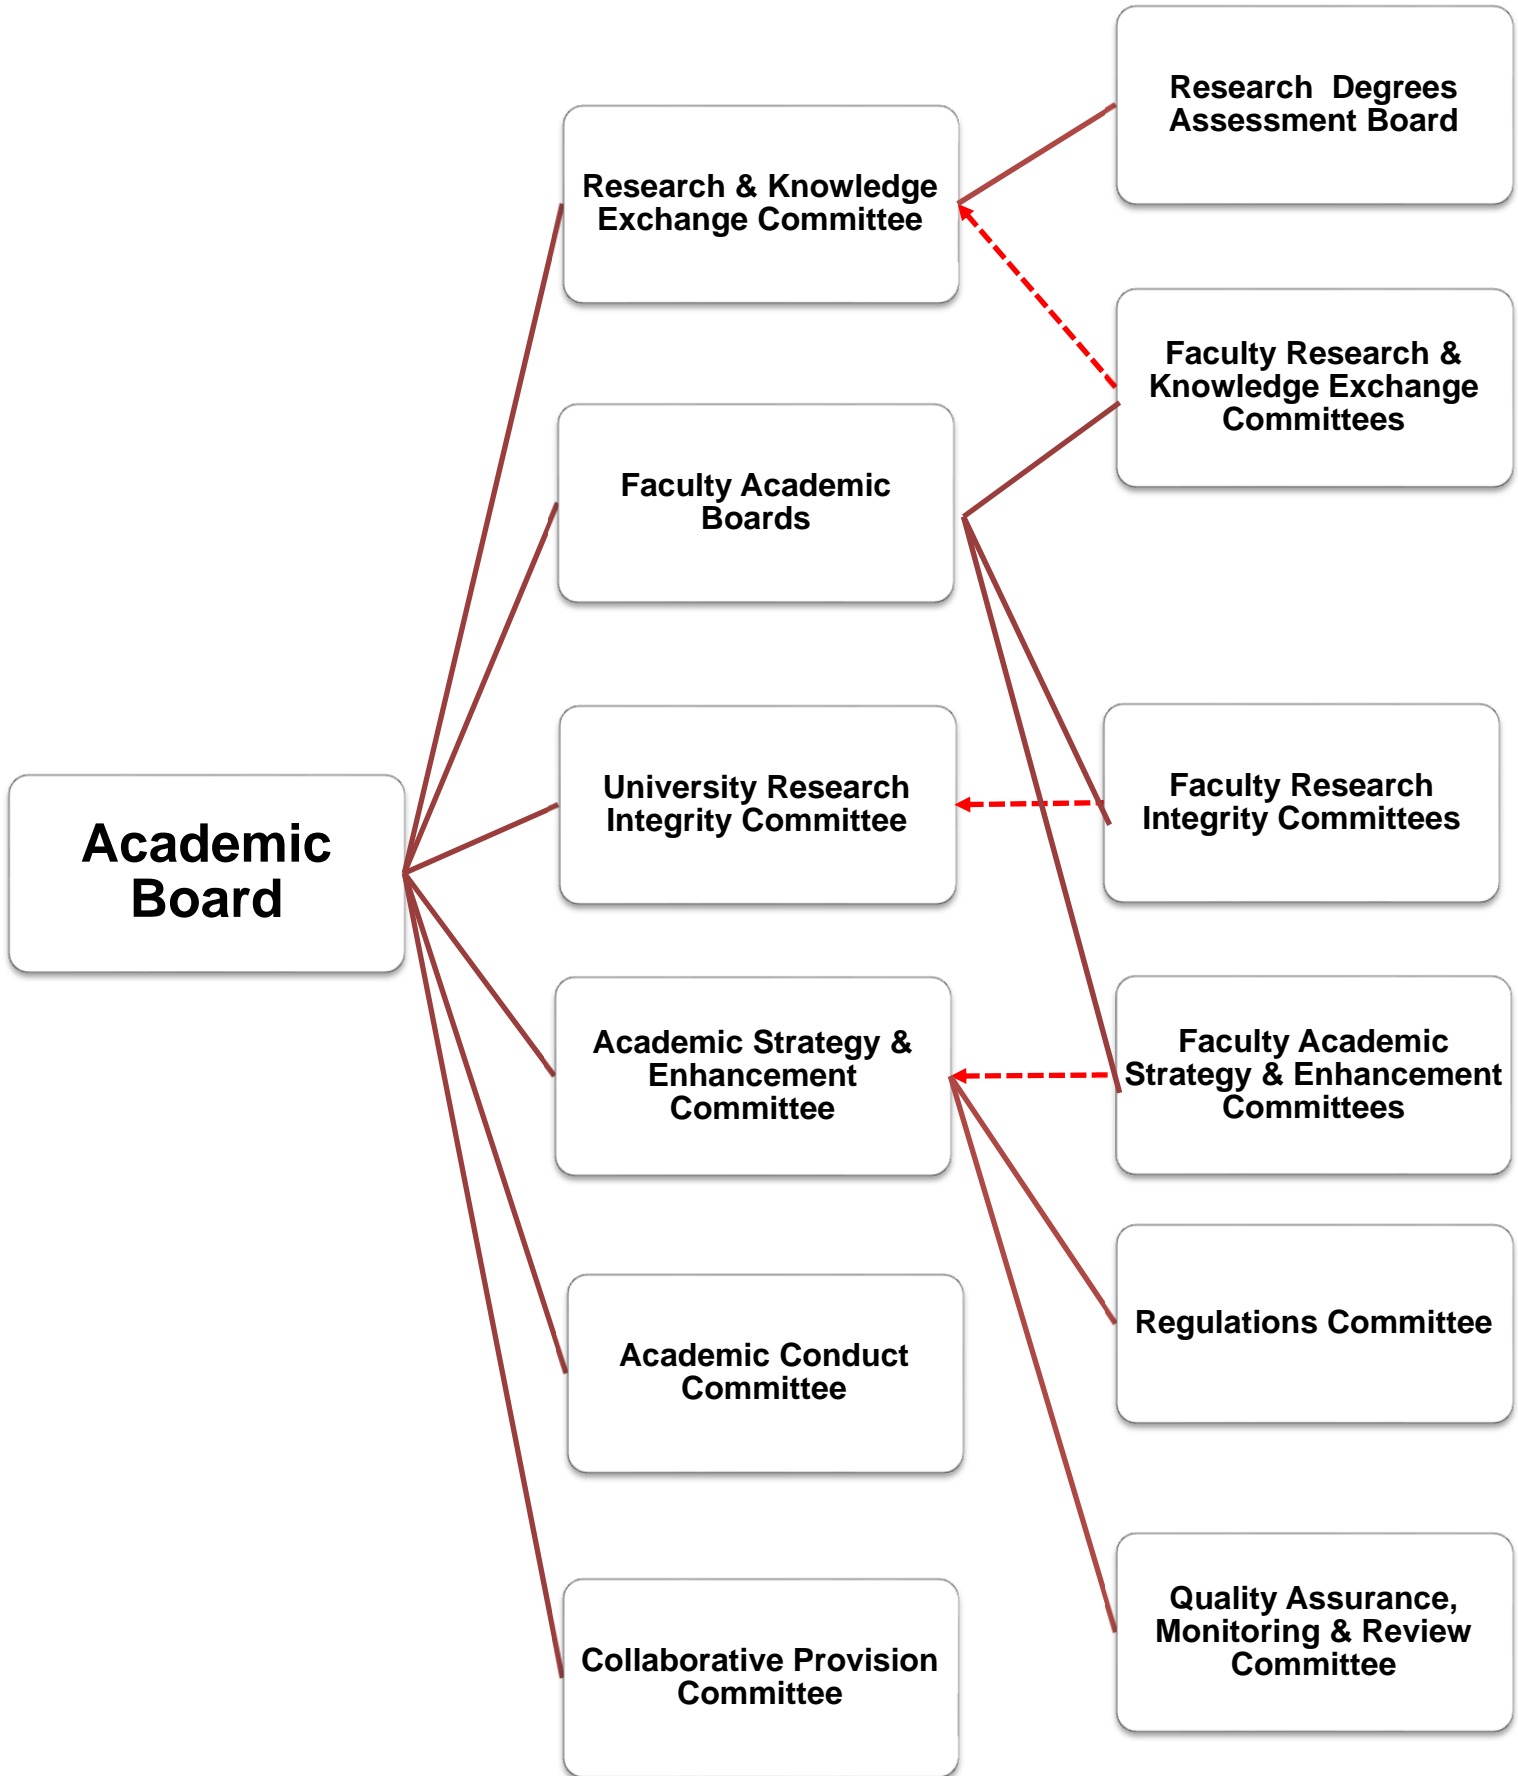 Academic
Board
Research & Knowledge
Exchange Committee
Faculty Academic
Boards
University Research
Integrity Committee
Academic Strategy &
Enhancement
Committee
Academic Conduct
Committee
Collaborative Provision
Committee
Research  Degrees
Assessment Board
Faculty Research &
Knowledge Exchange
Committees
Faculty Research
Integrity Committees
Faculty Academic
Strategy & Enhancement
Committees
Regulations Committee
Quality Assurance,
Monitoring & Review
Committee